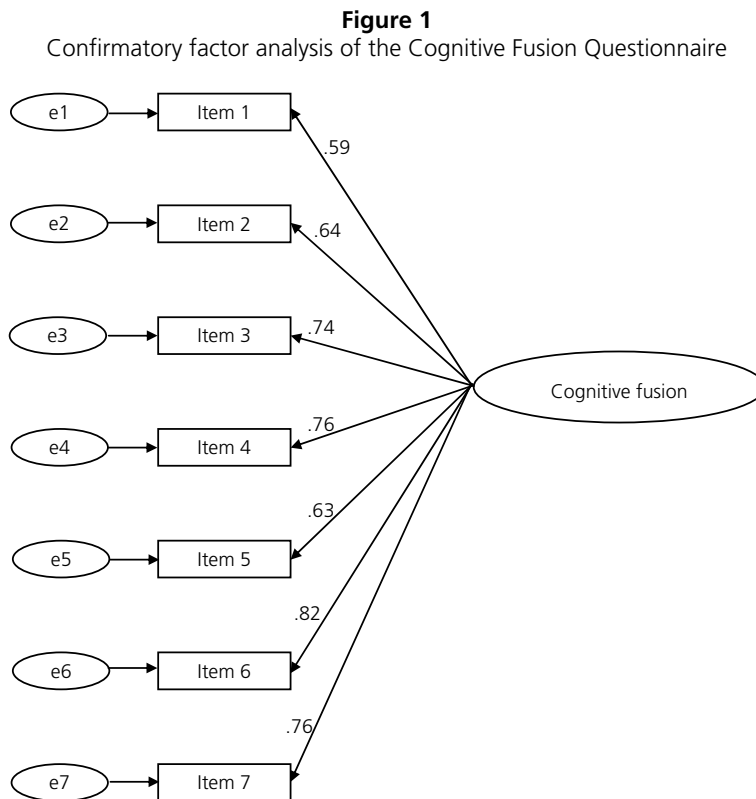 Figure 1
Confirmatory factor analysis of the Cognitive Fusion Questionnaire
e1 Item 1
.59
e2 Item 2 .64
e3 Item 3 .74
Cognitive fusion
e4 Item 4 .76
.63
e5 Item 5
.82
e6 Item 6
.76
e7 Item 7